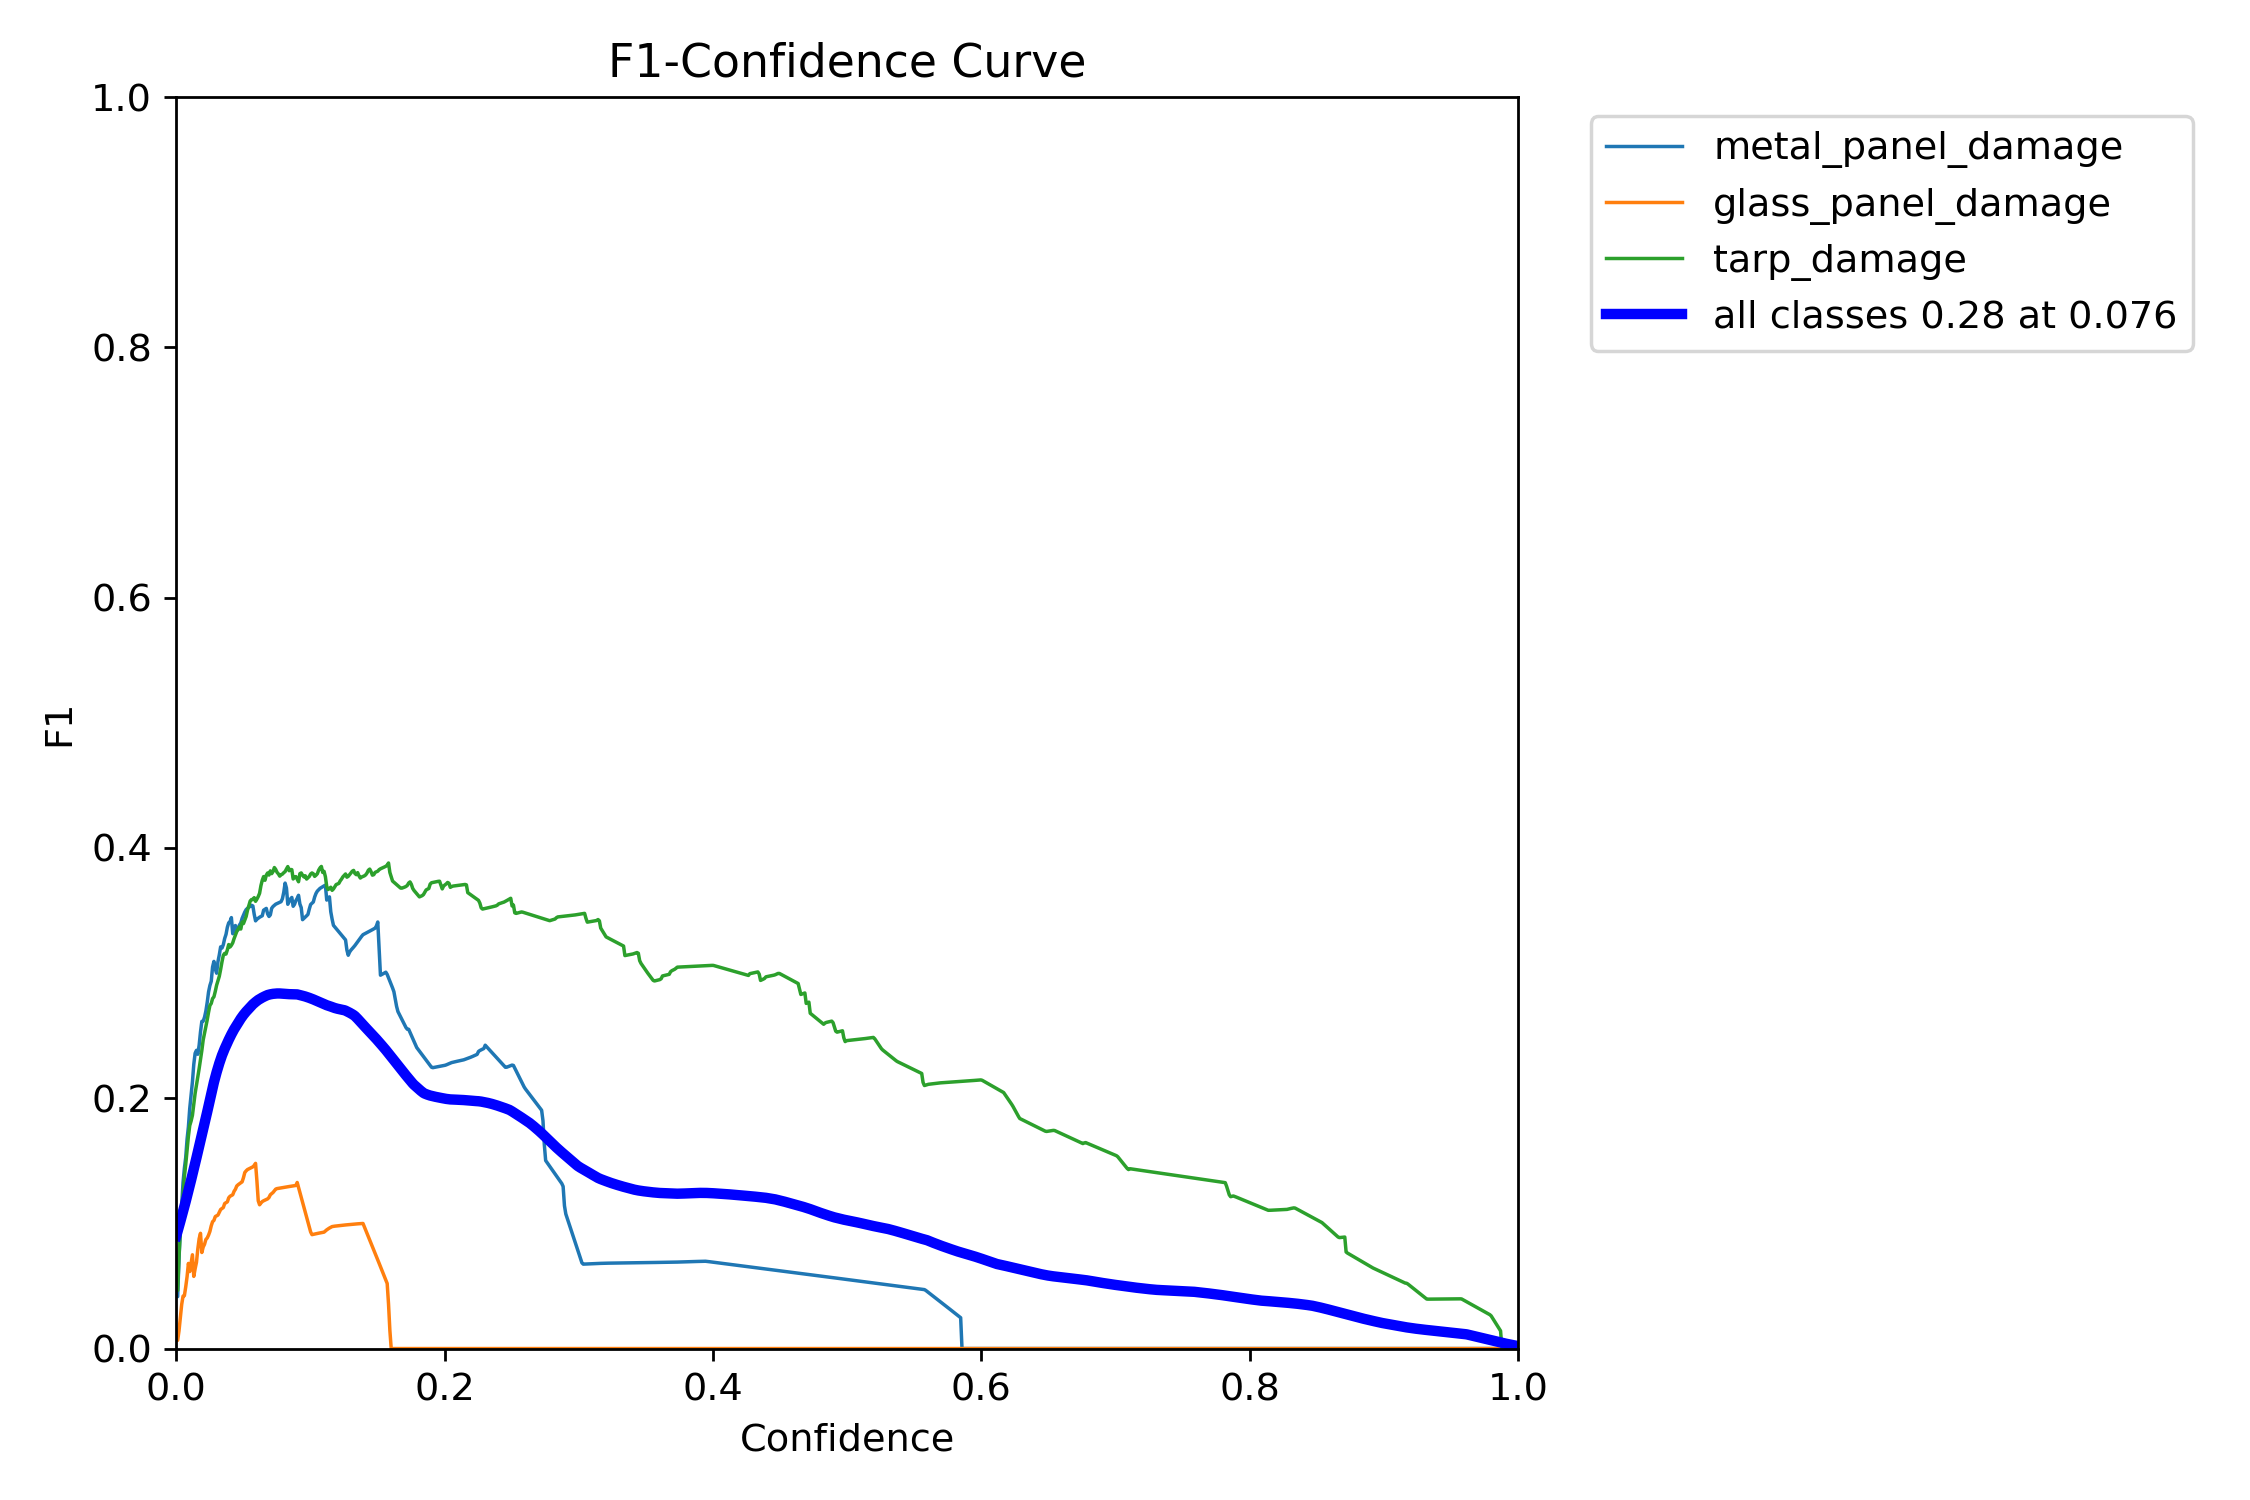 F1-Confidence Curve
metal_panel_damage
glass_panel_damage
tarp_damage
all classes 0.28 at 0.076
F1
1.0
0.8
0.6
0.4
0.2
0.0
0.0 0.2 0.4 0.6 0.8 1.0
Confidence